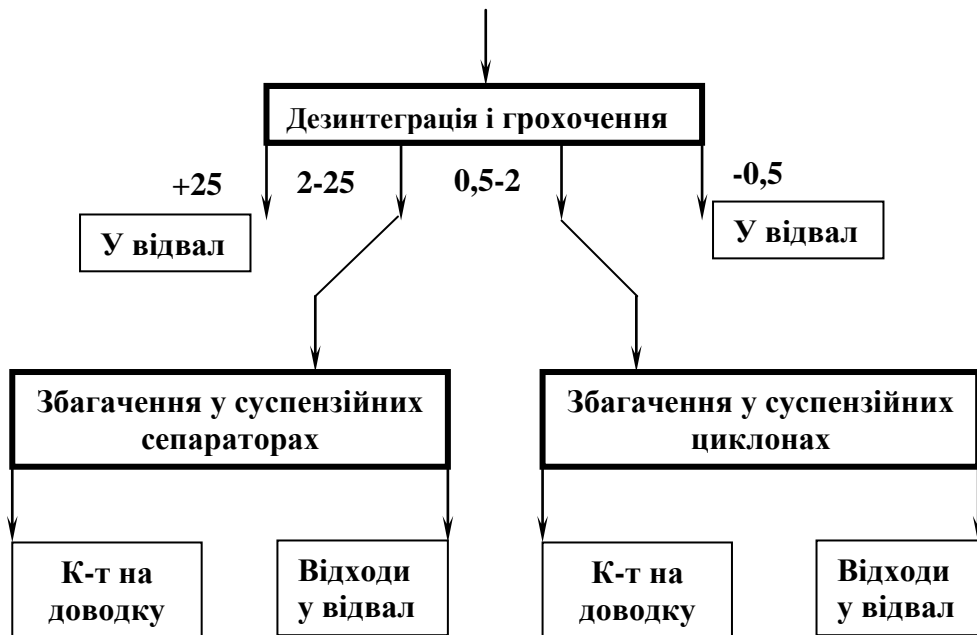 Дезинтеграція і грохочення
+25
2-25
0,5-2
-0,5
У відвал
У відвал
Збагачення у суспензійних
сепараторах
Збагачення у суспензійних
циклонах
К-т на
доводку
Відходи
у відвал
К-т на
доводку
Відходи
у відвал